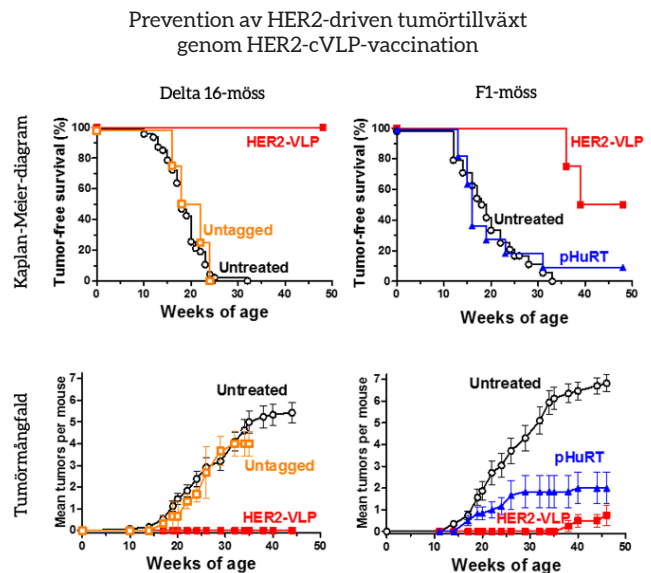 Prevention av HER2-driven tumörtillväxt
genom HER2-cVLP-vaccination
Delta 16-möss
F1-möss
Kaplan-Meier-diagram
Tumor-free survival (%)
100
80
60
40
20
0
HER2-VLP
Untagged
Untreated
0 10 20 30 40 50
Weeks of age
Tumor-free survival (%)
100
80
60
40
20
0
HER2-VLP
Untreated
pHuRT
0 10 20 30 40 50
Weeks of age
Tumörmångfald
Mean tumors per mouse
7
6
5
4
3
2
1
0
Untreated
Untagged
HER2-VLP
0 10 20 30 40 50
Weeks of age
Mean tumors per mouse
7
6
5
4
3
2
1
0
Untreated
pHuRT
HER2-VLP
0 10 20 30 40 50
Weeks of age